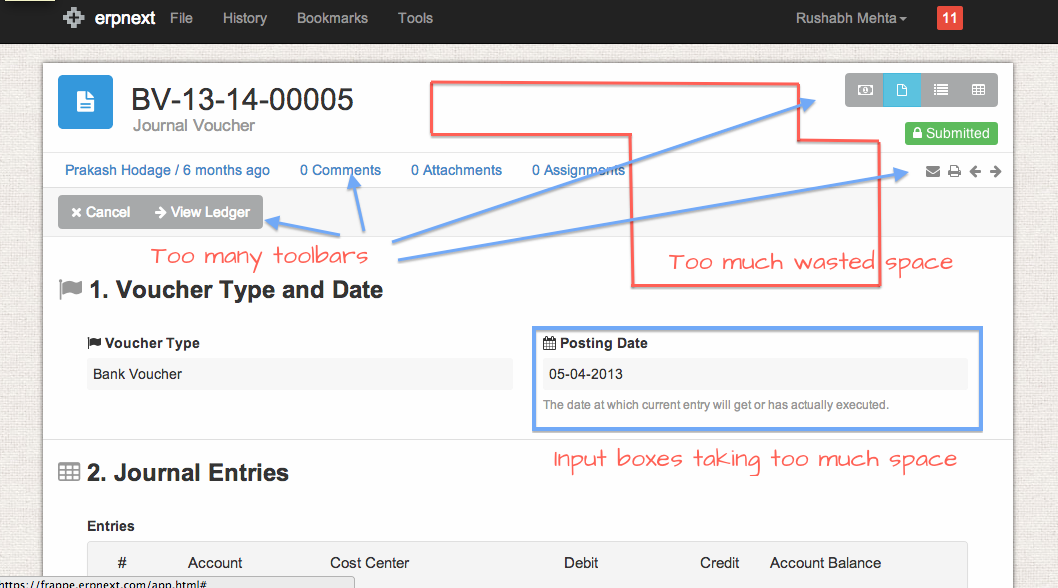 erpnext File History Bookmarks Tools Rushabh Mehta 11
BV-13-14-00005
Journal Voucher
Submitted
Prakash Hodage / 6 months ago 0 Comments 0 Attachments 0 Assignments
Cancel View Ledger
Too many toolbars
Too much wasted space
1. Voucher Type and Date
Voucher Type Posting Date
Bank Voucher 05-04-2013
The date at which current entry will get or has actually executed.
Input boxes taking too much space
2. Journal Entries
Entries
# Account Cost Center Debit Credit Account Balance
https://frappe.erpnext.com/app.html#